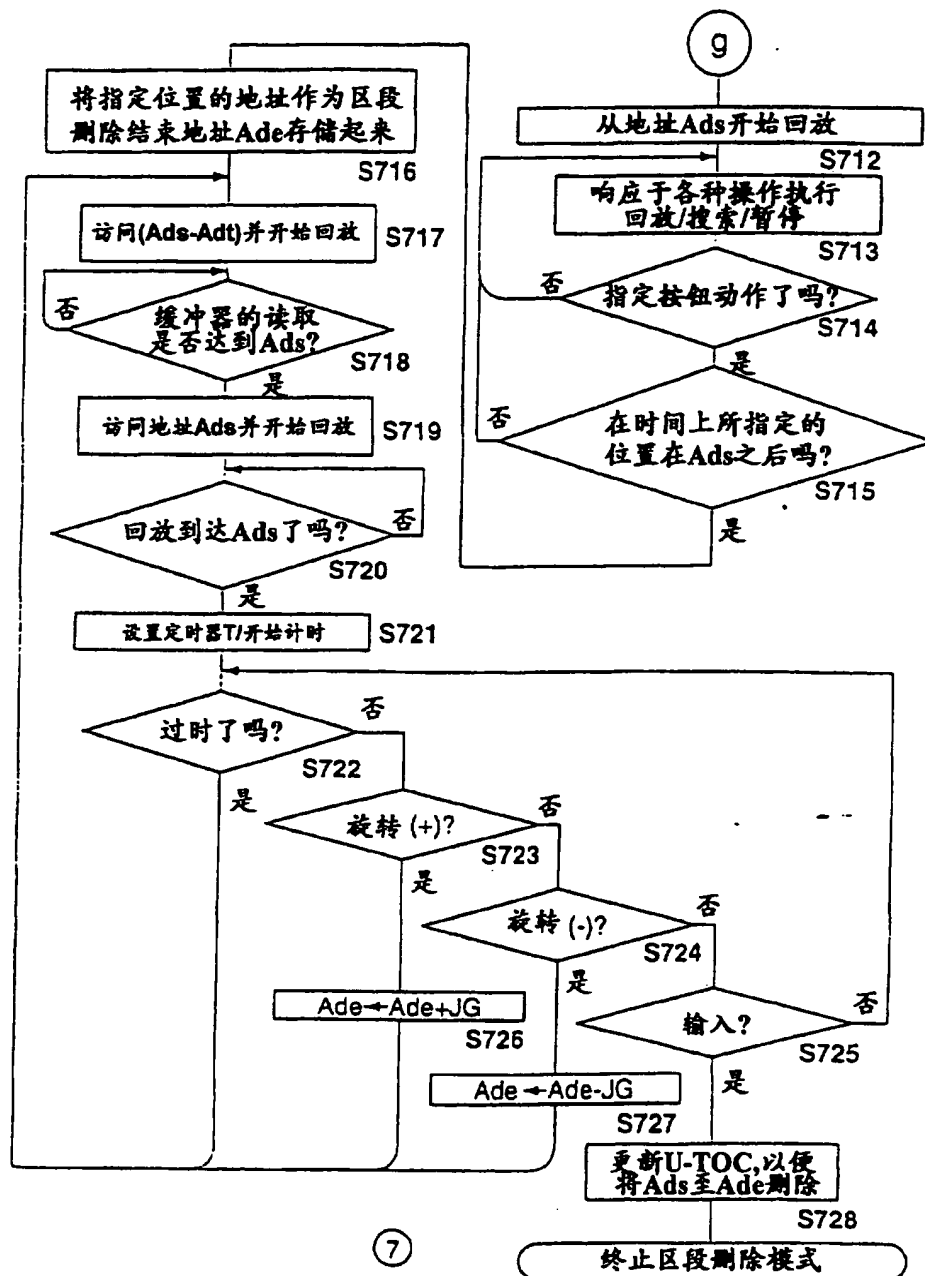 g
从地址Ads开始回放
S712
响应于各种操作执行
回放/搜索/暂停
S713
否
指定按钮动作了吗?
S714
是
否
在时间上所指定的
位置在Ads之后吗?
S715
是
将指定位置的地址作为区段
删除结束地址Ade存储起来
S716
访问(Ads-Adt)并开始回放
S717
否
缓冲器的读取
是否达到Ads?
S718
是
访问地址Ads并开始回放
S719
回放到达Ads了吗?
否
S720
是
设置定时器T/开始计时
S721
过时了吗?
否
S722
是
旋转(+)?
否
S723
是
旋转(-)?
否
S724
是
输入?
否
S725
是
Ade←Ade+JG
S726
Ade←Ade-JG
S727
更新U-TOC,以便
将Ads至Ade删除
S728
终止区段删除模式
7